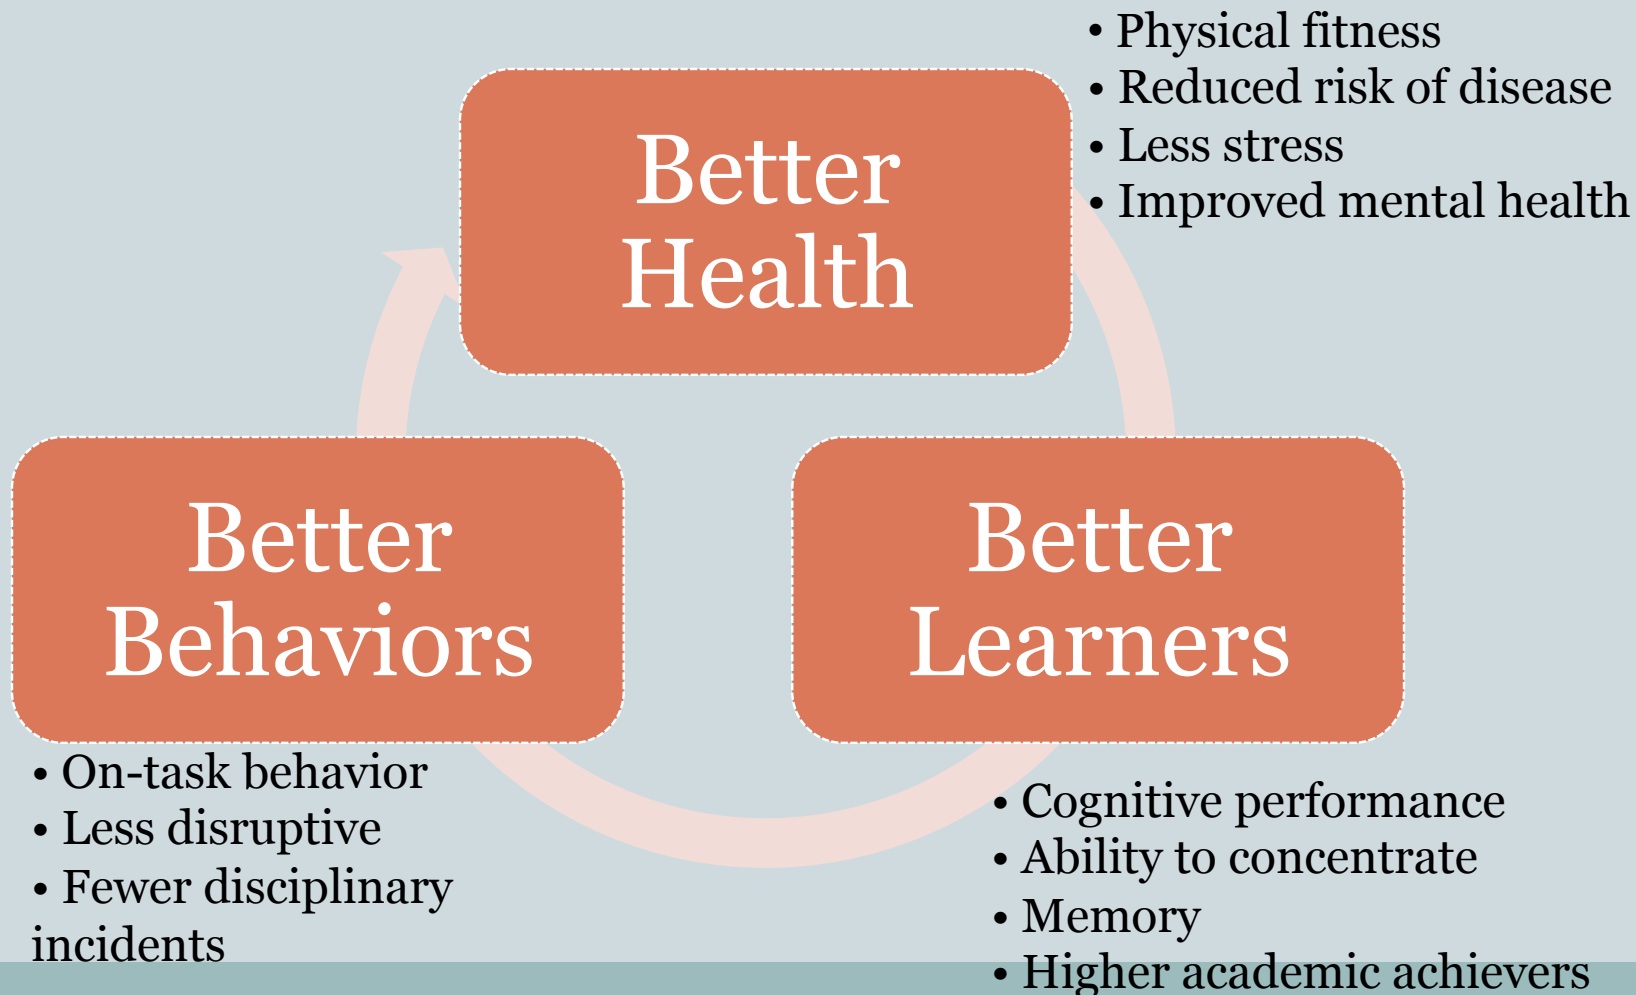 Better
Health
• Physical fitness
• Reduced risk of disease
• Less stress
• Improved mental health
Better
Behaviors
• On-task behavior
• Less disruptive
• Fewer disciplinary
incidents
Better
Learners
• Cognitive performance
• Ability to concentrate
• Memory
• Higher academic achievers